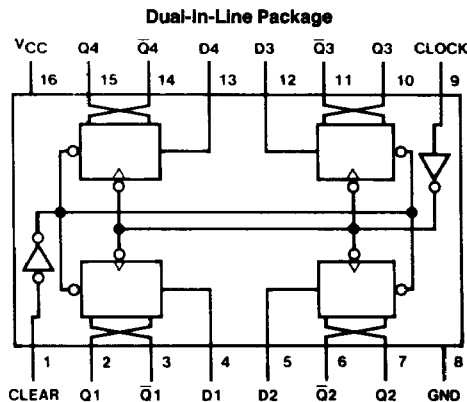 Dual-In-Line Package
VCC Q4 Q̅4 D4 D3 Q̅3 Q3 CLOCK
16 15 14 13 12 11 10 9
1 2 3 4 5 6 7 8
CLEAR Q1 Q̅1 D1 D2 Q̅2 Q2 GND